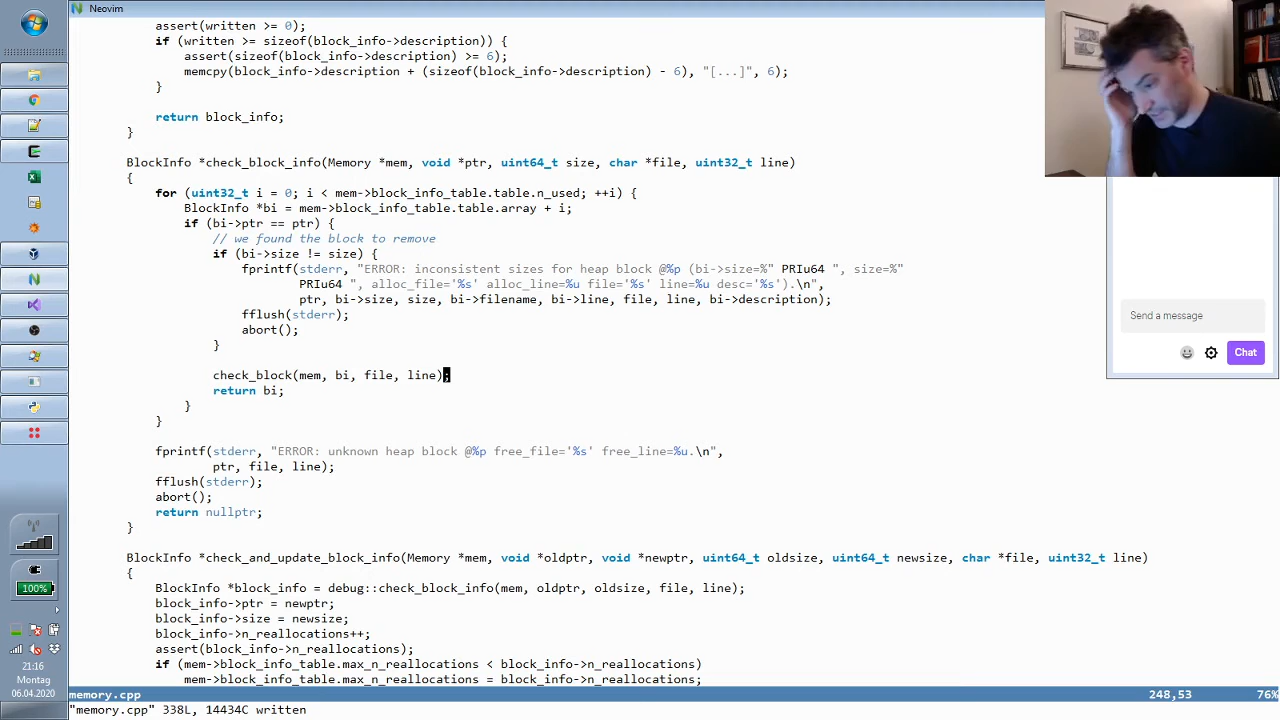 Neovim
assert(written >= 0);
if (written >= sizeof(block_info->description)) {
assert(sizeof(block_info->description) >= 6);
memcpy(block_info->description + (sizeof(block_info->description) - 6), "[...]", 6);
}
return block_info;
}
BlockInfo *check_block_info(Memory *mem, void *ptr, uint64_t size, char *file, uint32_t line)
{
for (uint32_t i = 0; i < mem->block_info_table.table.n_used; ++i) {
BlockInfo *bi = mem->block_info_table.table.array + i;
if (bi->ptr == ptr) {
// we found the block to remove
if (bi->size != size) {
fprintf(stderr, "ERROR: inconsistent sizes for heap block @%p (bi->size=%" PRIu64 ", size=%"
PRIu64 ", alloc_file='%s' alloc_line=%u file='%s' line=%u desc='%s').\n",
ptr, bi->size, size, bi->filename, bi->line, file, line, bi->description);
fflush(stderr);
abort();
}
check_block(mem, bi, file, line);
return bi;
}
}
fprintf(stderr, "ERROR: unknown heap block @%p free_file='%s' free_line=%u.\n",
ptr, file, line);
fflush(stderr);
abort();
return nullptr;
}
BlockInfo *check_and_update_block_info(Memory *mem, void *oldptr, void *newptr, uint64_t oldsize, uint64_t newsize, char *file, uint32_t line)
{
BlockInfo *block_info = debug::check_block_info(mem, oldptr, oldsize, file, line);
block_info->ptr = newptr;
block_info->size = newsize;
block_info->n_reallocations++;
assert(block_info->n_reallocations);
if (mem->block_info_table.max_n_reallocations < block_info->n_reallocations)
mem->block_info_table.max_n_reallocations = block_info->n_reallocations;
memory.cpp 248,53 76%
"memory.cpp" 338L, 14434C written
Send a message
Chat
100%
21:16
Montag
06.04.2020